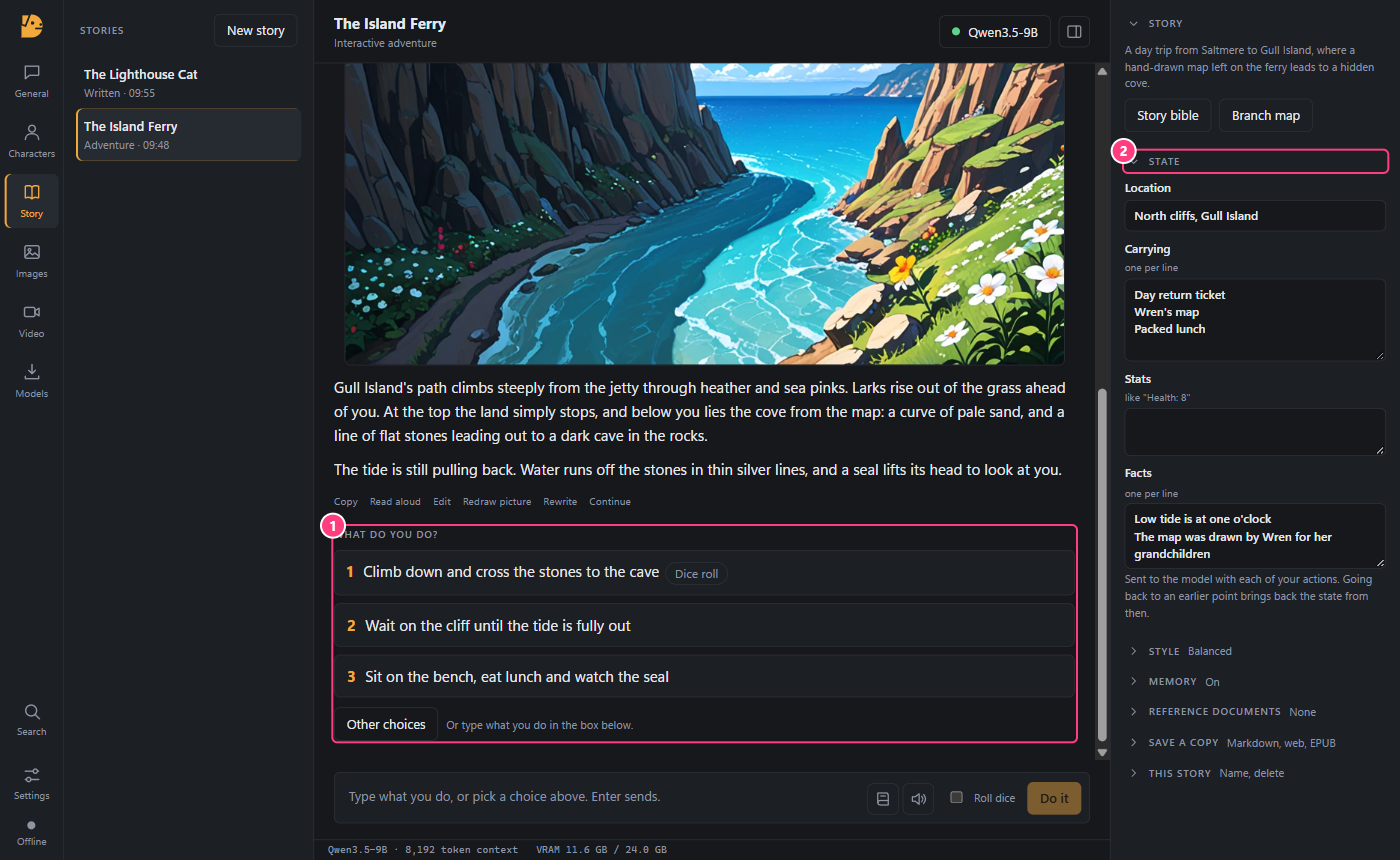 General
Characters
Story
Images
Video
Models
Search
Settings
Offline
STORIES
New story
The Lighthouse Cat
Written · 09:55
The Island Ferry
Adventure · 09:48
The Island Ferry
Interactive adventure
Qwen3.5-9B
Gull Island's path climbs steeply from the jetty through heather and sea pinks. Larks rise out of the grass ahead
of you. At the top the land simply stops, and below you lies the cove from the map: a curve of pale sand, and a
line of flat stones leading out to a dark cave in the rocks.
The tide is still pulling back. Water runs off the stones in thin silver lines, and a seal lifts its head to look at you.
Copy Read aloud Edit Redraw picture Rewrite Continue
1
WHAT DO YOU DO?
1 Climb down and cross the stones to the cave Dice roll
2 Wait on the cliff until the tide is fully out
3 Sit on the bench, eat lunch and watch the seal
Other choices Or type what you do in the box below.
Type what you do, or pick a choice above. Enter sends.
Roll dice
Do it
Qwen3.5-9B · 8,192 token context VRAM 11.6 GB / 24.0 GB
STORY
A day trip from Saltmere to Gull Island, where a
hand-drawn map left on the ferry leads to a hidden
cove.
Story bible
Branch map
2
STATE
Location
North cliffs, Gull Island
Carrying
one per line
Day return ticket
Wren's map
Packed lunch
Stats
like "Health: 8"
Facts
one per line
Low tide is at one o'clock
The map was drawn by Wren for her
grandchildren
Sent to the model with each of your actions. Going
back to an earlier point brings back the state from
then.
STYLE Balanced
MEMORY On
REFERENCE DOCUMENTS None
SAVE A COPY Markdown, web, EPUB
THIS STORY Name, delete